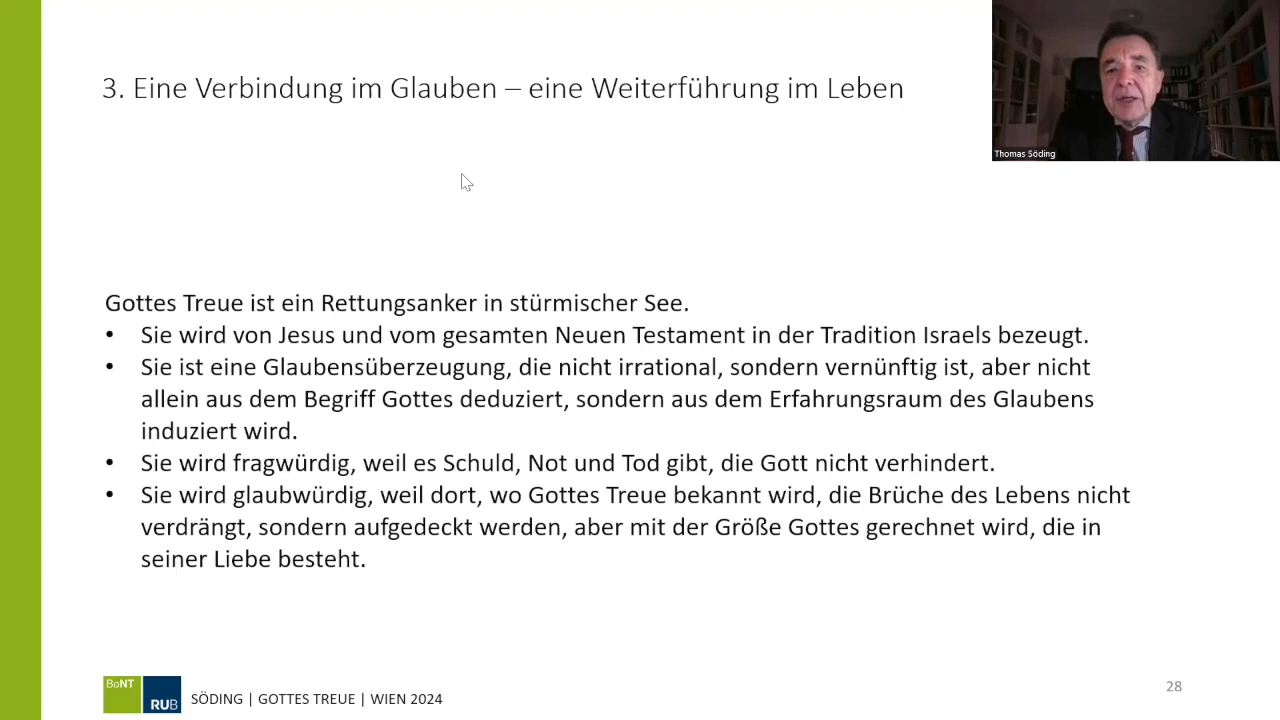 3. Eine Verbindung im Glauben – eine Weiterführung im Leben
Thomas Söding
Gottes Treue ist ein Rettungsanker in stürmischer See.
• Sie wird von Jesus und vom gesamten Neuen Testament in der Tradition Israels bezeugt.
• Sie ist eine Glaubensüberzeugung, die nicht irrational, sondern vernünftig ist, aber nicht
allein aus dem Begriff Gottes deduziert, sondern aus dem Erfahrungsraum des Glaubens
induziert wird.
• Sie wird fragwürdig, weil es Schuld, Not und Tod gibt, die Gott nicht verhindert.
• Sie wird glaubwürdig, weil dort, wo Gottes Treue bekannt wird, die Brüche des Lebens nicht
verdrängt, sondern aufgedeckt werden, aber mit der Größe Gottes gerechnet wird, die in
seiner Liebe besteht.
BoNT
RUB
SÖDING | GOTTES TREUE | WIEN 2024
28